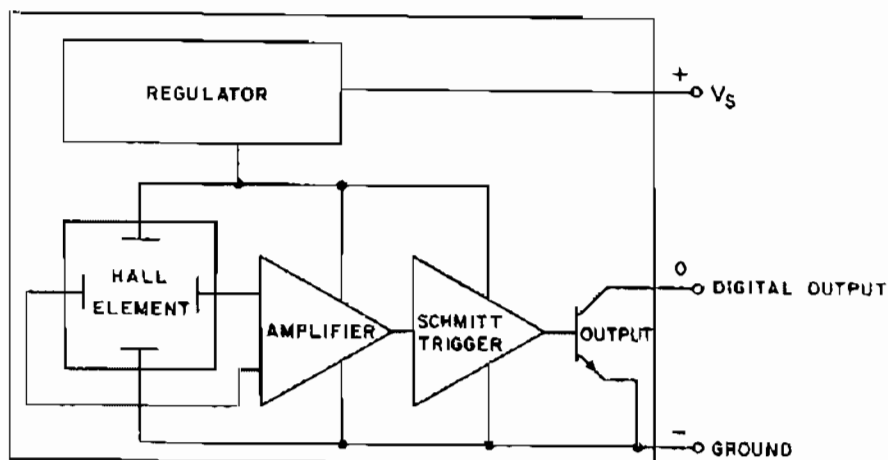 REGULATOR
+
VS
HALL
ELEMENT
AMPLIFIER
SCHMITT
TRIGGER
OUTPUT
O
DIGITAL OUTPUT
-
GROUND